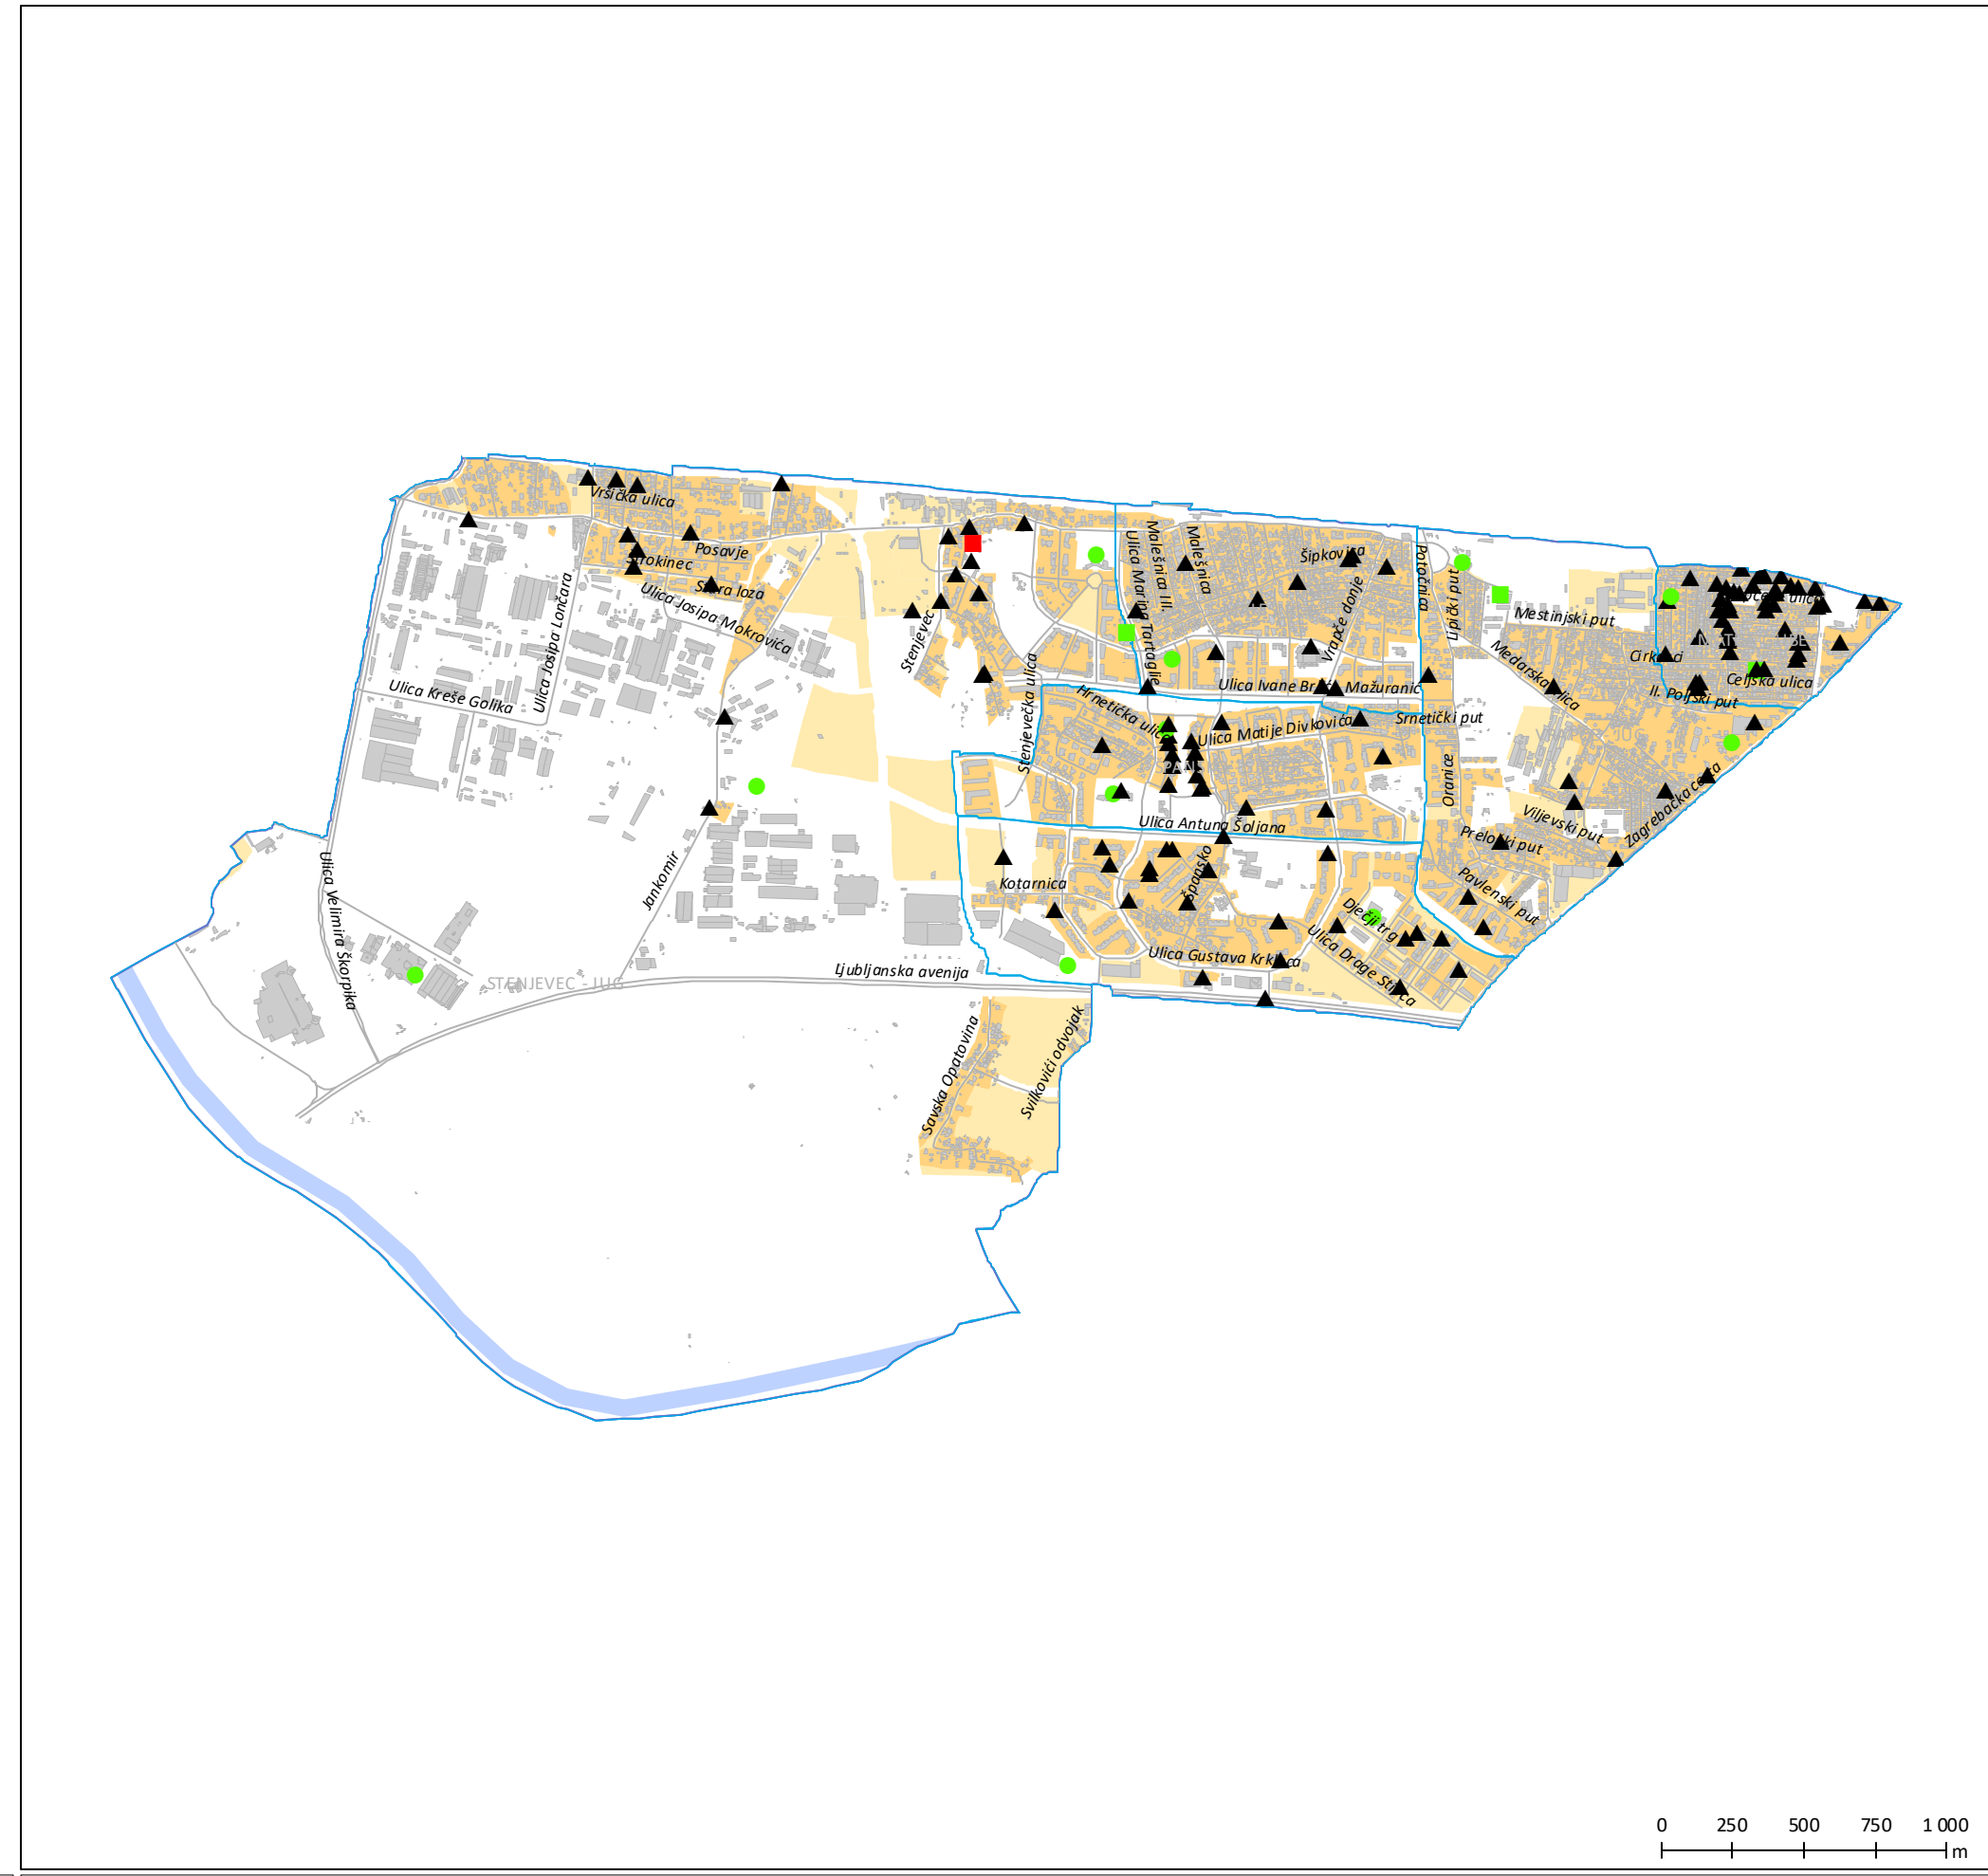 Vrsička ulica
Posavje
Stara loza
Ulica Josipa Mokrovića
Ulica Josipa Lončara
Ulica Kreše Golika
Stenjevec
Stenjevečka ulica
Ulica Marina Tartaglie
Malešnica III.
Malešnica
Šipkovica
Vrapče donje
Potočnica
Lipički put
Mestinjski put
Medarska ulica
Celjska ulica
II. Poljski put
Ulica Ivane Brlić Mažuranić
Srnetički put
Hrnetička ulica
Ulica Matije Divkovića
Oranice
Zagrebačka cesta
Viljevski put
Preloški put
Pavlenski put
Ulica Antuna Šoljana
Špansko
Kotarnica
Dječji trg
Ulica Gustava Krkleca
Ulica Drage Stipca
Jankomir
Ulica Velimira Škorpika
STENJEVEC - JUG
Ljubljanska avenija
Savska Opatovina
Svilkovići odvojak
0 250 500 750 1 000
m